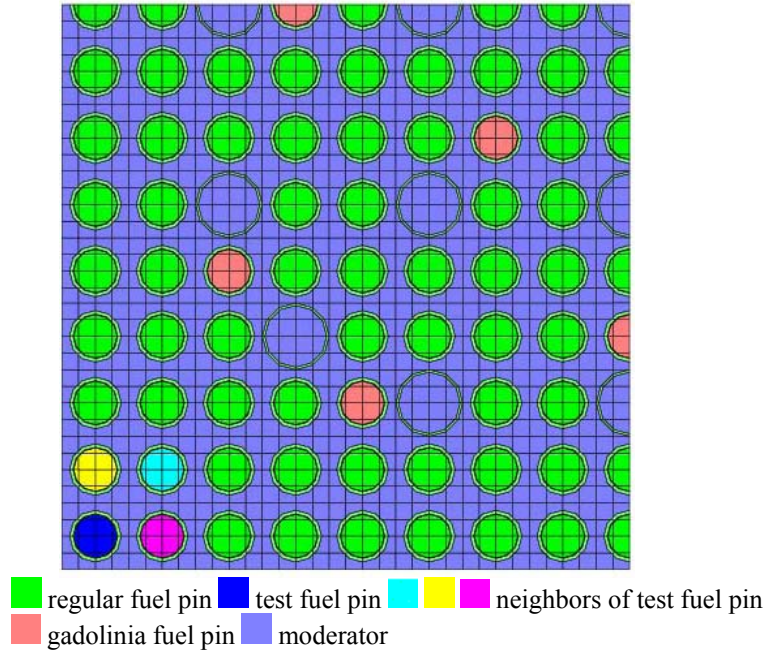 regular fuel pin test fuel pin neighbors of test fuel pin
gadolinia fuel pin moderator